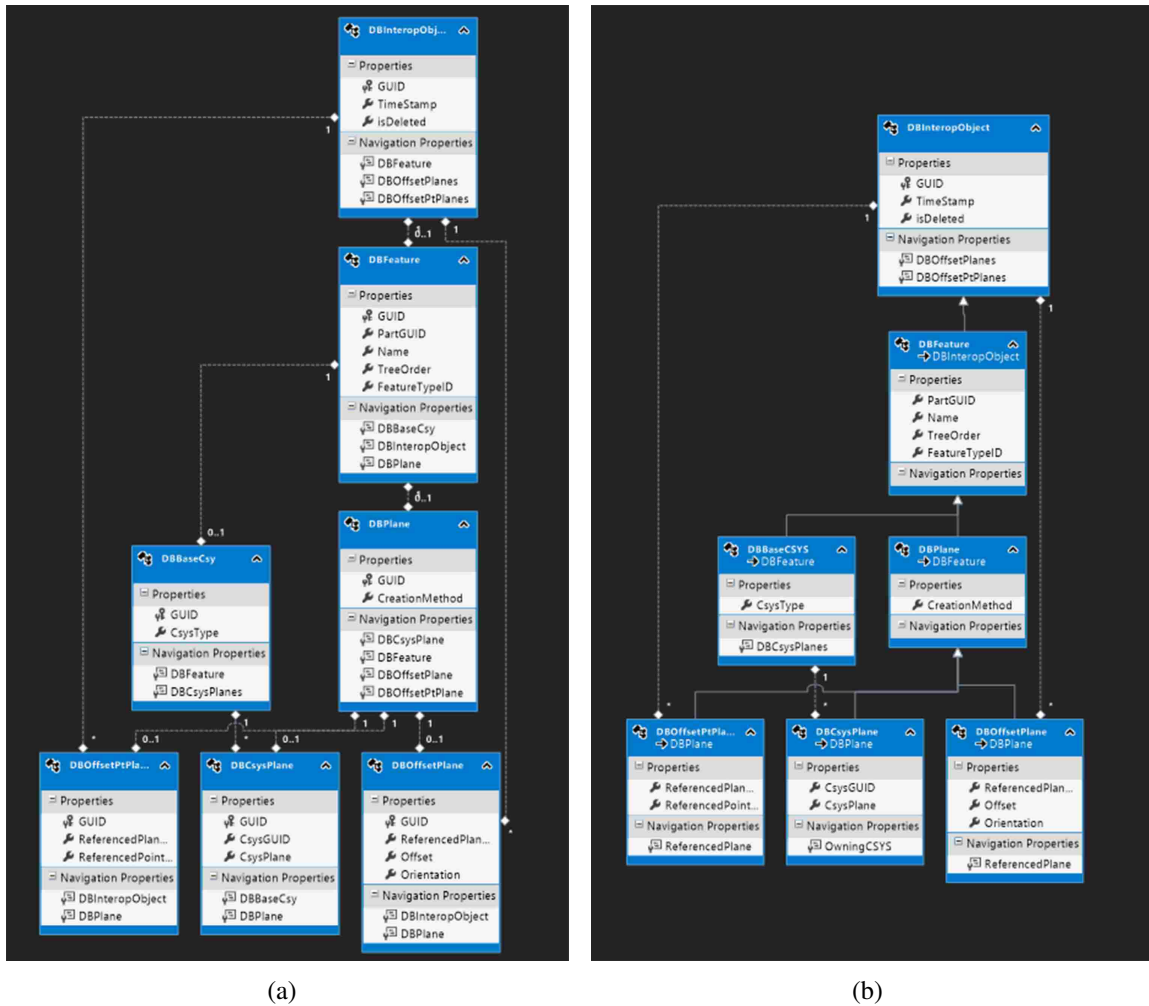 DBInteropObj...
Properties
GUID
TimeStamp
isDeleted
Navigation Properties
DBFeature
DBOffsetPlanes
DBOffsetPtPlanes
1
1
0..1
DBFeature
Properties
GUID
PartGUID
Name
TreeOrder
FeatureTypeID
Navigation Properties
DBBaseCsy
DBInteropObject
DBPlane
1
0..1
DBPlane
Properties
GUID
CreationMethod
Navigation Properties
DBCsysPlane
DBFeature
DBOffsetPlane
DBOffsetPtPlane
0..1
DBBaseCsy
Properties
GUID
CsysType
Navigation Properties
DBFeature
DBCsysPlanes
1
1
1
1
*
0..1
*
0..1
0..1
DBOffsetPtPla...
Properties
GUID
ReferencedPlan...
ReferencedPoint...
Navigation Properties
DBInteropObject
DBPlane
DBCsysPlane
Properties
GUID
CsysGUID
CsysPlane
Navigation Properties
DBBaseCsy
DBPlane
DBOffsetPlane
Properties
GUID
ReferencedPlan...
Offset
Orientation
Navigation Properties
DBInteropObject
DBPlane
*
(a)
DBInteropObject
Properties
GUID
TimeStamp
isDeleted
Navigation Properties
DBOffsetPlanes
DBOffsetPtPlanes
1
1
DBFeature
DBInteropObject
Properties
PartGUID
Name
TreeOrder
FeatureTypeID
Navigation Properties
DBBaseCSYS
DBFeature
Properties
CsysType
Navigation Properties
DBCsysPlanes
DBPlane
DBFeature
Properties
CreationMethod
Navigation Properties
1
*
*
*
DBOffsetPtPla...
DBPlane
Properties
ReferencedPlan...
ReferencedPoint...
Navigation Properties
ReferencedPlane
DBCsysPlane
DBPlane
Properties
CsysGUID
CsysPlane
Navigation Properties
OwningCSYS
DBOffsetPlane
DBPlane
Properties
ReferencedPlan...
Offset
Orientation
Navigation Properties
ReferencedPlane
(b)